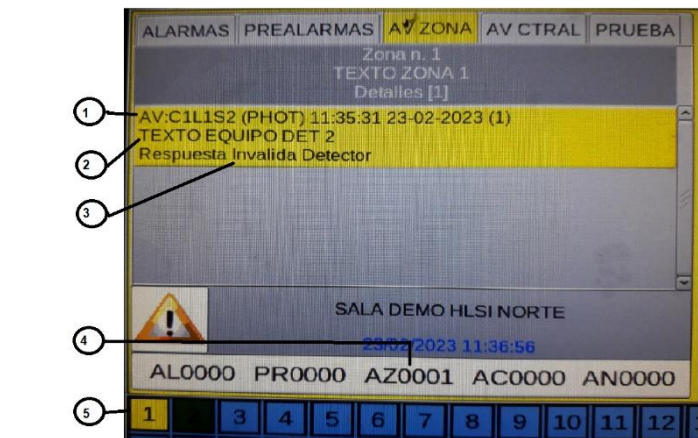 ALARMAS PREALARMAS AV ZONA AV CTRAL PRUEBA
Zona n. 1
TEXTO ZONA 1
Detalles [1]
1
AV:C1L1S2 (PHOT) 11:35:31 23-02-2023 (1)
TEXTO EQUIPO DET 2
2
Respuesta Invalida Detector
3
SALA DEMO HLSI NORTE
4
23/02/2023 11:36:56
AL0000 PR0000 AZ0001 AC0000 AN0000
5
1 2 3 4 5 6 7 8 9 10 11 12